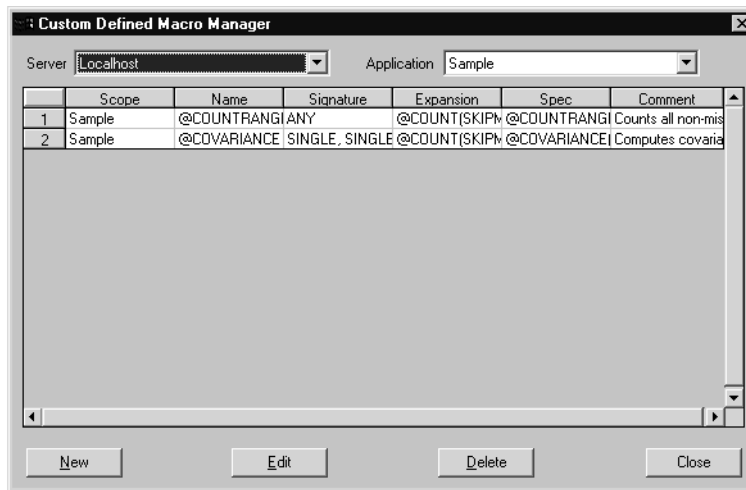 Custom Defined Macro Manager
Server Localhost Application Sample
Scope Name Signature Expansion Spec Comment
1 Sample @COUNTRANGI ANY @COUNT(SKIPM @COUNTRANGI Counts all non-mis
2 Sample @COVARIANCE SINGLE, SINGLE @COUNT(SKIPM @COVARIANCE( Computes covaria
New Edit Delete Close